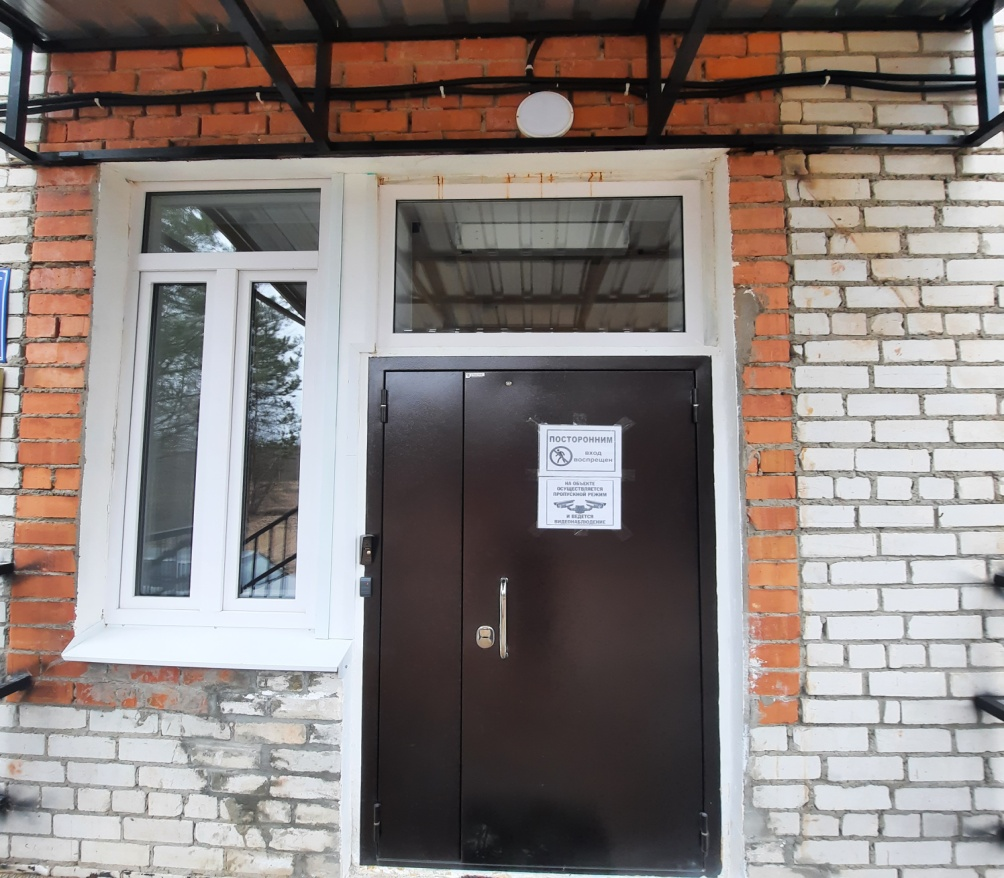 ПОСТОРОННИМ
вход
воспрещен
НА ОБЪЕКТЕ
ОСУЩЕСТВЛЯЕТСЯ
ПРОПУСКНОЙ РЕЖИМ
И ВЕДЕТСЯ
ВИДЕОНАБЛЮДЕНИЕ